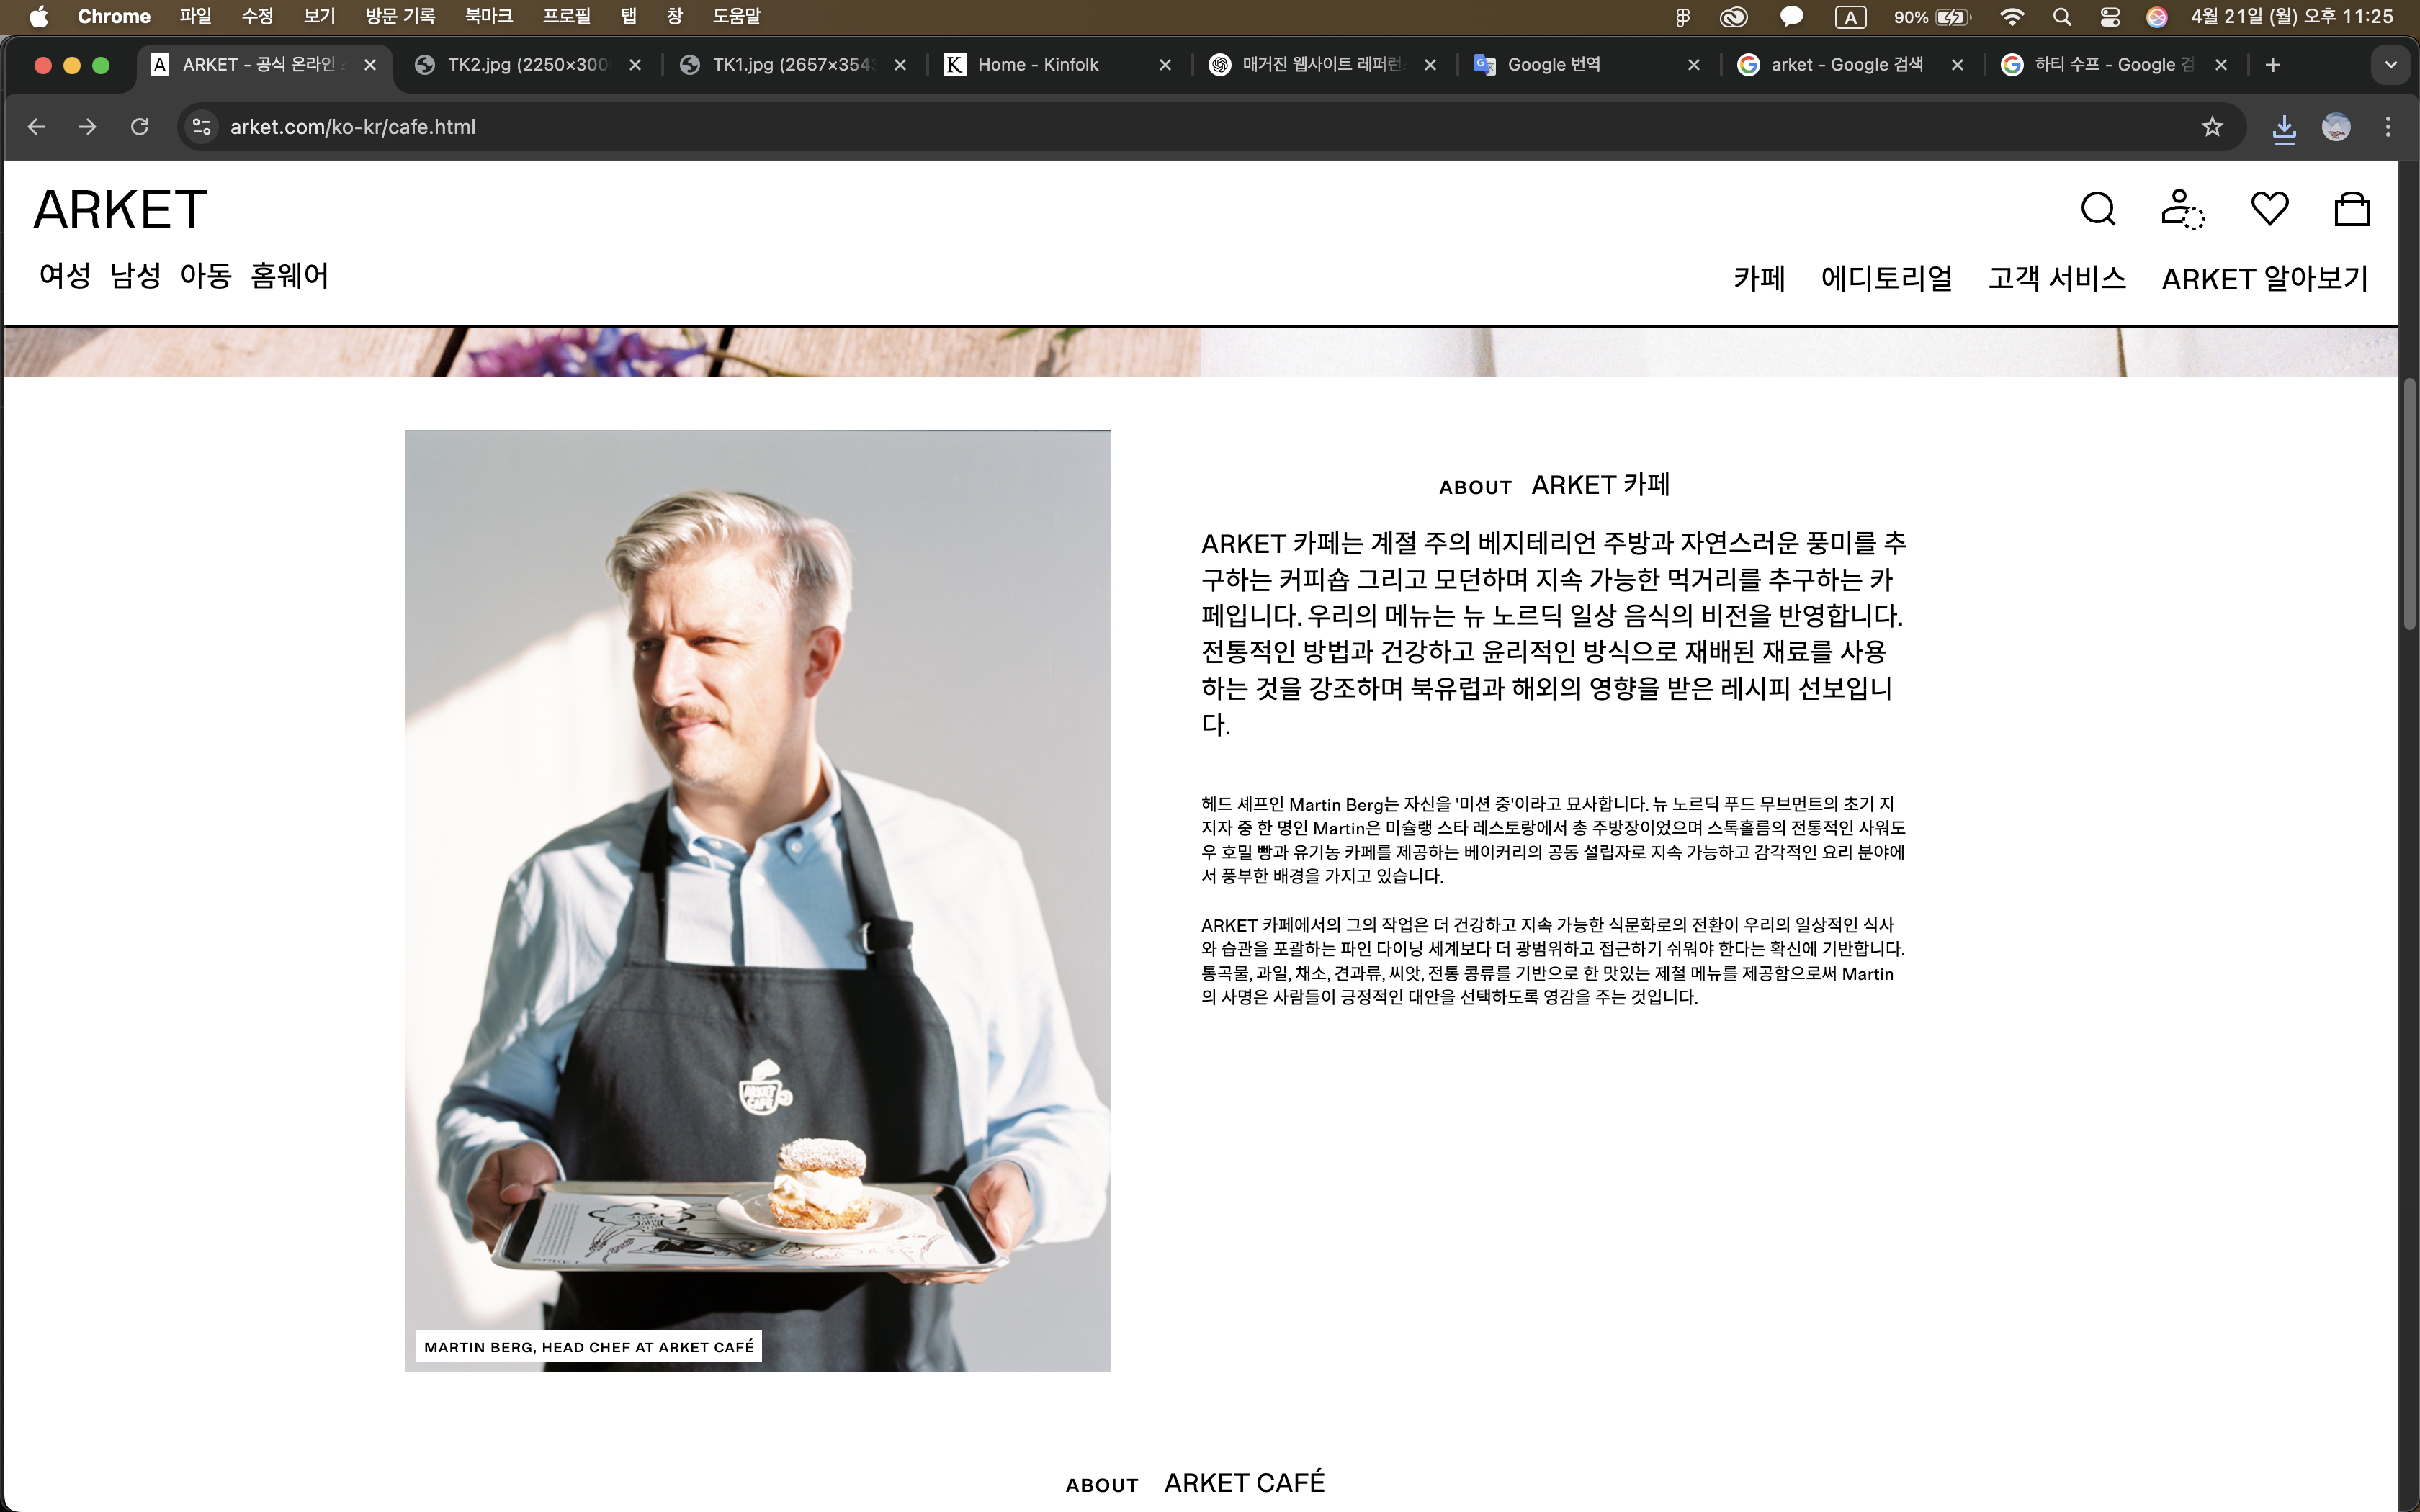 Chrome 파일 수정 보기 방문 기록 북마크 프로필 탭 창 도움말 A 90% 4월 21일 (월) 오후 11:25
A ARKET - 공식 온라인 TK2.jpg (2250×300 TK1.jpg (2657×354 K Home - Kinfolk 매거진 웹사이트 레퍼런 Google 번역 arket - Google 검색 하티 수프 - Google 검
arket.com/ko-kr/cafe.html
ARKET
여성 남성 아동 홈웨어
카페 에디토리얼 고객 서비스 ARKET 알아보기
ABOUT ARKET 카페
ARKET 카페는 계절 주의 베지테리언 주방과 자연스러운 풍미를 추
구하는 커피숍 그리고 모던하며 지속 가능한 먹거리를 추구하는 카
페입니다. 우리의 메뉴는 뉴 노르딕 일상 음식의 비전을 반영합니다.
전통적인 방법과 건강하고 윤리적인 방식으로 재배된 재료를 사용
하는 것을 강조하며 북유럽과 해외의 영향을 받은 레시피 선보입니
다.
헤드 셰프인 Martin Berg는 자신을 '미션 중'이라고 묘사합니다. 뉴 노르딕 푸드 무브먼트의 초기 지
지자 중 한 명인 Martin은 미슐랭 스타 레스토랑에서 총 주방장이었으며 스톡홀름의 전통적인 사워도
우 호밀 빵과 유기농 카페를 제공하는 베이커리의 공동 설립자로 지속 가능하고 감각적인 요리 분야에
서 풍부한 배경을 가지고 있습니다.
ARKET 카페에서의 그의 작업은 더 건강하고 지속 가능한 식문화로의 전환이 우리의 일상적인 식사
와 습관을 포괄하는 파인 다이닝 세계보다 더 광범위하고 접근하기 쉬워야 한다는 확신에 기반합니다.
통곡물, 과일, 채소, 견과류, 씨앗, 전통 콩류를 기반으로 한 맛있는 제철 메뉴를 제공함으로써 Martin
의 사명은 사람들이 긍정적인 대안을 선택하도록 영감을 주는 것입니다.
ARKET
CAFÉ
MARTIN BERG, HEAD CHEF AT ARKET CAFÉ
ABOUT ARKET CAFÉ